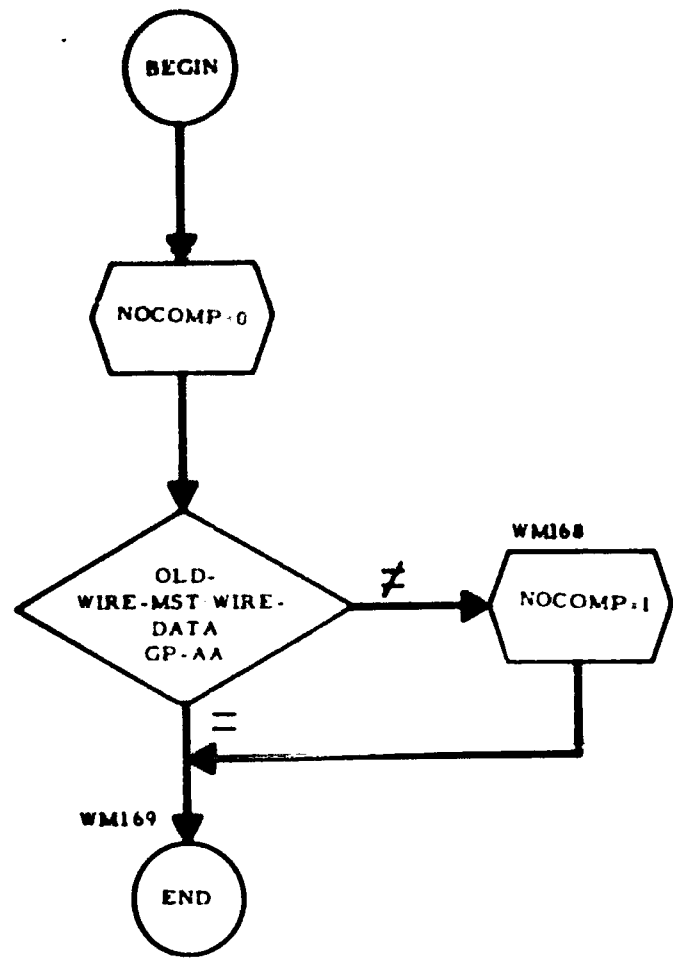 BEGIN
NOCOMP=0
OLD-
WIRE-MST:WIRE-
DATA
GP-AA
≠
WM168
NOCOMP=1
=
WM169
END